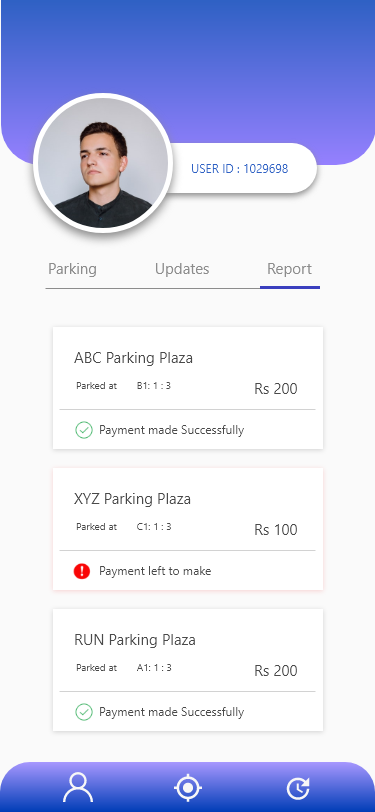 USER ID : 1029698
Parking Updates Report
ABC Parking Plaza
Parked at B1: 1 : 3
Rs 200
Payment made Successfully
XYZ Parking Plaza
Parked at C1: 1 : 3
Rs 100
Payment left to make
RUN Parking Plaza
Parked at A1: 1 : 3
Rs 200
Payment made Successfully